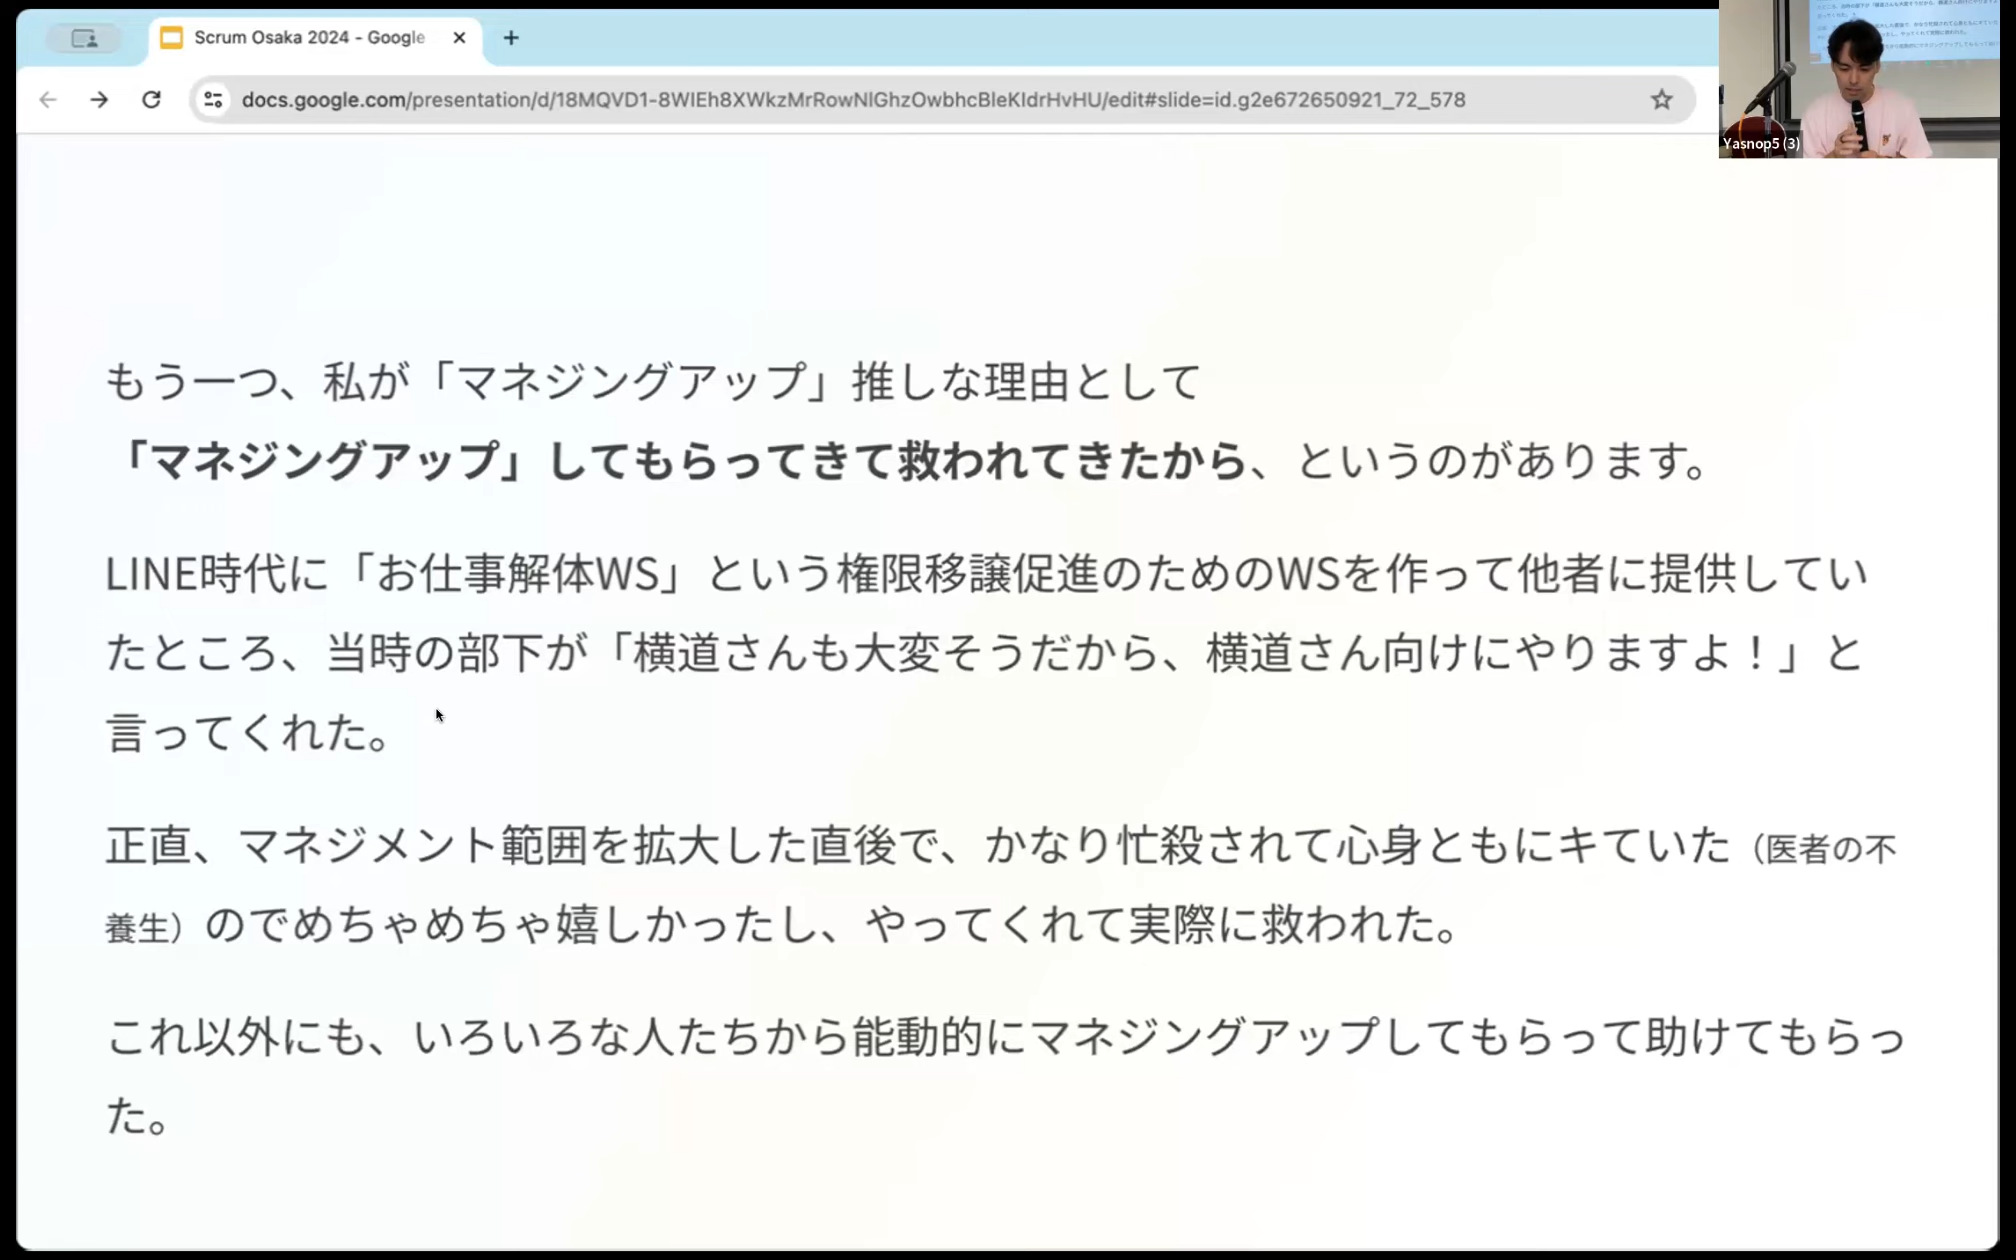 Scrum Osaka 2024 - Google
docs.google.com/presentation/d/18MQVD1-8WIEh8XWkzMrRowNlGhzOwbhcBleKIdrHvHU/edit#slide=id.g2e672650921_72_578
Yasnop5 (3)
もう一つ、私が「マネジングアップ」推しな理由として
「マネジングアップ」してもらってきて救われてきたから、というのがあります。
LINE時代に「お仕事解体WS」という権限移譲促進のためのWSを作って他者に提供してい
たところ、当時の部下が「横道さんも大変そうだから、横道さん向けにやりますよ！」と
言ってくれた。
正直、マネジメント範囲を拡大した直後で、かなり忙殺されて心身ともにキていた（医者の不
養生）のでめちゃめちゃ嬉しかったし、やってくれて実際に救われた。
これ以外にも、いろいろな人たちから能動的にマネジングアップしてもらって助けてもらっ
た。